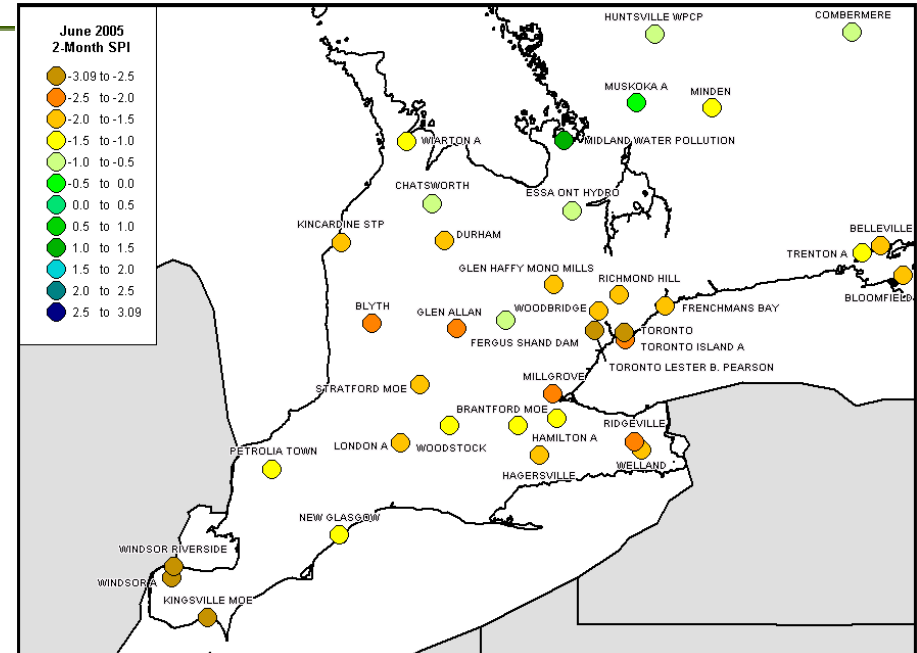 June 2005
2-Month SPI
-3.09 to -2.5
-2.5 to -2.0
-2.0 to -1.5
-1.5 to -1.0
-1.0 to -0.5
-0.5 to 0.0
0.0 to 0.5
0.5 to 1.0
1.0 to 1.5
1.5 to 2.0
2.0 to 2.5
2.5 to 3.09
HUNTSVILLE WPCP
COMBERMERE
MUSKOKA A
MINDEN
WIARTON A
MIDLAND WATER POLLUTION
CHATSWORTH
ESSA ONT HYDRO
KINCARDINE STP
DURHAM
BELLEVILLE
TRENTON A
GLEN HAFFY MONO MILLS
RICHMOND HILL
BLOOMFIELD
BLYTH
GLEN ALLAN
WOODBRIDGE
FRENCHMANS BAY
FERGUS SHAND DAM
TORONTO
TORONTO ISLAND A
TORONTO LESTER B. PEARSON
STRATFORD MOE
MILLGROVE
BRANTFORD MOE
RIDGEVILLE
PETROLIA TOWN
LONDON A
WOODSTOCK
HAMILTON A
WELLAND
HAGERSVILLE
NEW GLASGOW
WINDSOR RIVERSIDE
WINDSOR A
KINGSVILLE MOE